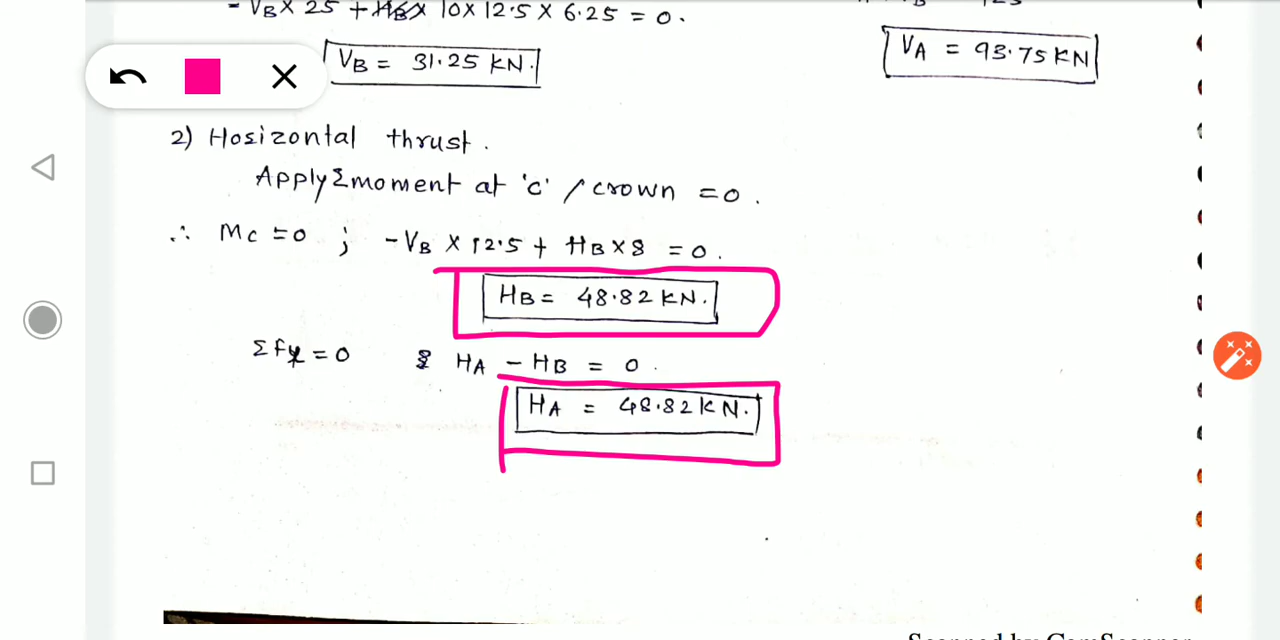 - VB X 25 + 10 X 12.5 X 6.25 = 0.
VB = 31.25 KN.
VA = 93.75 KN
2) Hosizontal thrust.
Apply Σmoment at 'c' / crown = 0.
∴ Mc = 0 ; - VB X 12.5 + HB X 8 = 0.
HB = 48.82 KN.
Σfx = 0 & HA - HB = 0.
HA = 48.82 KN.